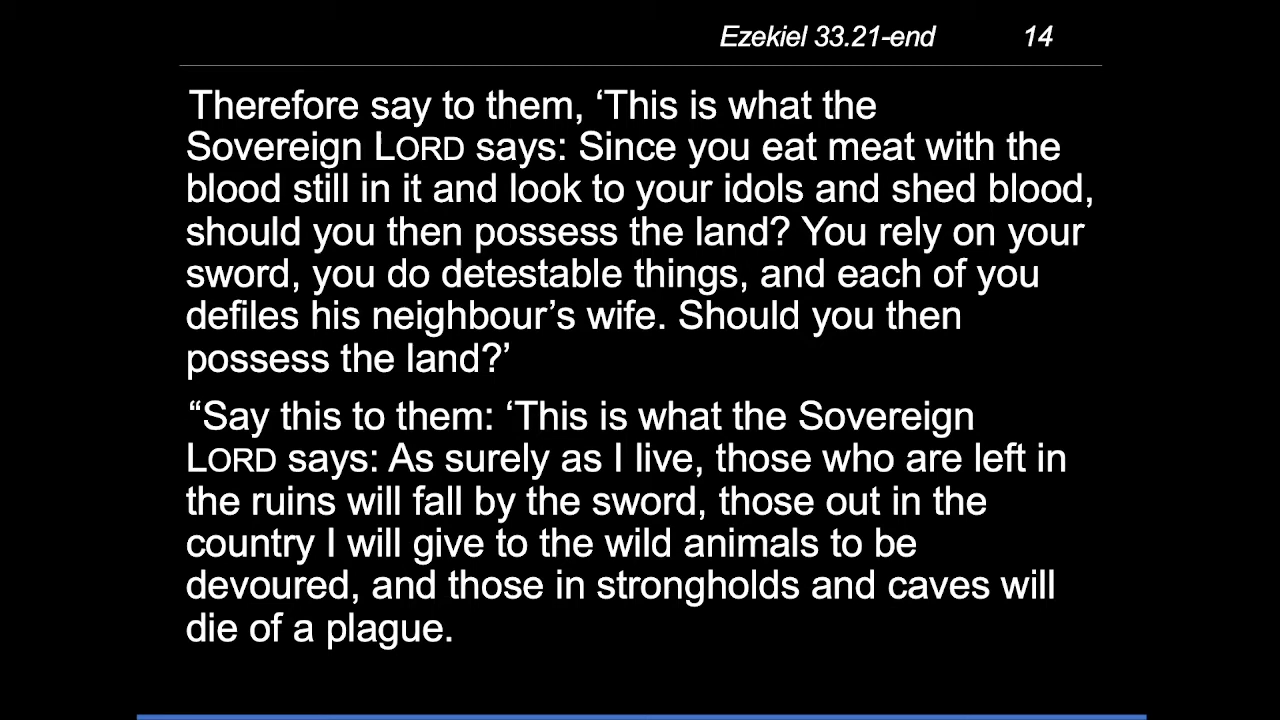 Ezekiel 33.21-end 14
Therefore say to them, ‘This is what the
Sovereign LORD says: Since you eat meat with the
blood still in it and look to your idols and shed blood,
should you then possess the land? You rely on your
sword, you do detestable things, and each of you
defiles his neighbour’s wife. Should you then
possess the land?’
“Say this to them: ‘This is what the Sovereign
LORD says: As surely as I live, those who are left in
the ruins will fall by the sword, those out in the
country I will give to the wild animals to be
devoured, and those in strongholds and caves will
die of a plague.